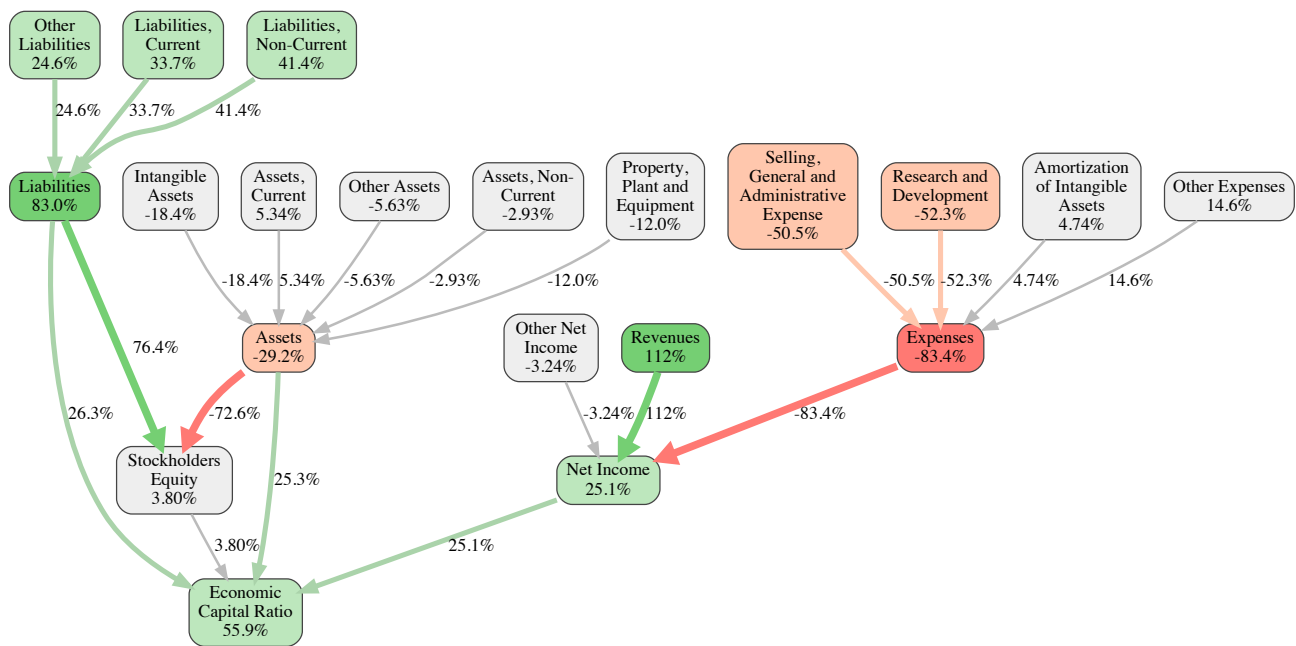 Other
Liabilities
24.6%
Liabilities,
Current
33.7%
Liabilities,
Non-Current
41.4%
24.6%
33.7%
41.4%
Liabilities
83.0%
Intangible
Assets
-18.4%
Assets,
Current
5.34%
Other Assets
-5.63%
Assets, Non-
Current
-2.93%
Property,
Plant and
Equipment
-12.0%
Selling,
General and
Administrative
Expense
-50.5%
Research and
Development
-52.3%
Amortization
of Intangible
Assets
4.74%
Other Expenses
14.6%
-18.4%
5.34%
-5.63%
-2.93%
-12.0%
-50.5%
-52.3%
4.74%
14.6%
Assets
-29.2%
Other Net
Income
-3.24%
Revenues
112%
Expenses
-83.4%
76.4%
26.3%
-72.6%
-3.24%
112%
-83.4%
Stockholders
Equity
3.80%
25.3%
Net Income
25.1%
3.80%
25.1%
Economic
Capital Ratio
55.9%